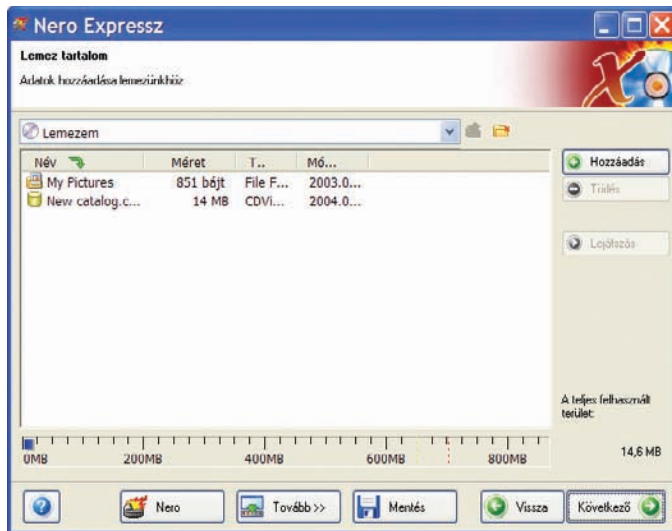 Nero Expressz
Lemez tartalom
Adatok hozzáadása lemezünkhöz
Lemezem
Név Méret T.. Mó...
My Pictures 851 bájt File F... 2003.0...
New catalog.c... 14 MB CDVi... 2004.0...
Hozzáadás
Törlés
Lejátszás
A teljes felhasznált
terület:
14,6 MB
0MB 200MB 400MB 600MB 800MB
Nero Tovább >> Mentés Vissza Következő